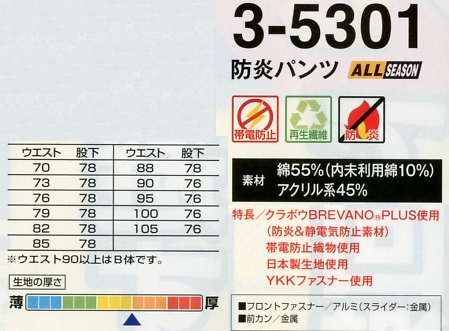 3-5301
防炎パンツ ALL SEASON
帯電防止 再生繊維 防炎
素材 綿55%(内未利用綿10%)
アクリル系45%
特長/クラボウBREVANO®PLUS使用
(防炎&静電気防止素材)
帯電防止織物使用
日本製生地使用
YKKファスナー使用
■フロントファスナー/アルミ(スライダー:金属)
■前カン/金属
ウエスト 股下 ウエスト 股下
70 78 88 78
73 78 90 76
76 78 95 76
79 78 100 76
82 78 105 76
85 78
※ウエスト90以上はB体です。
生地の厚さ
薄 厚